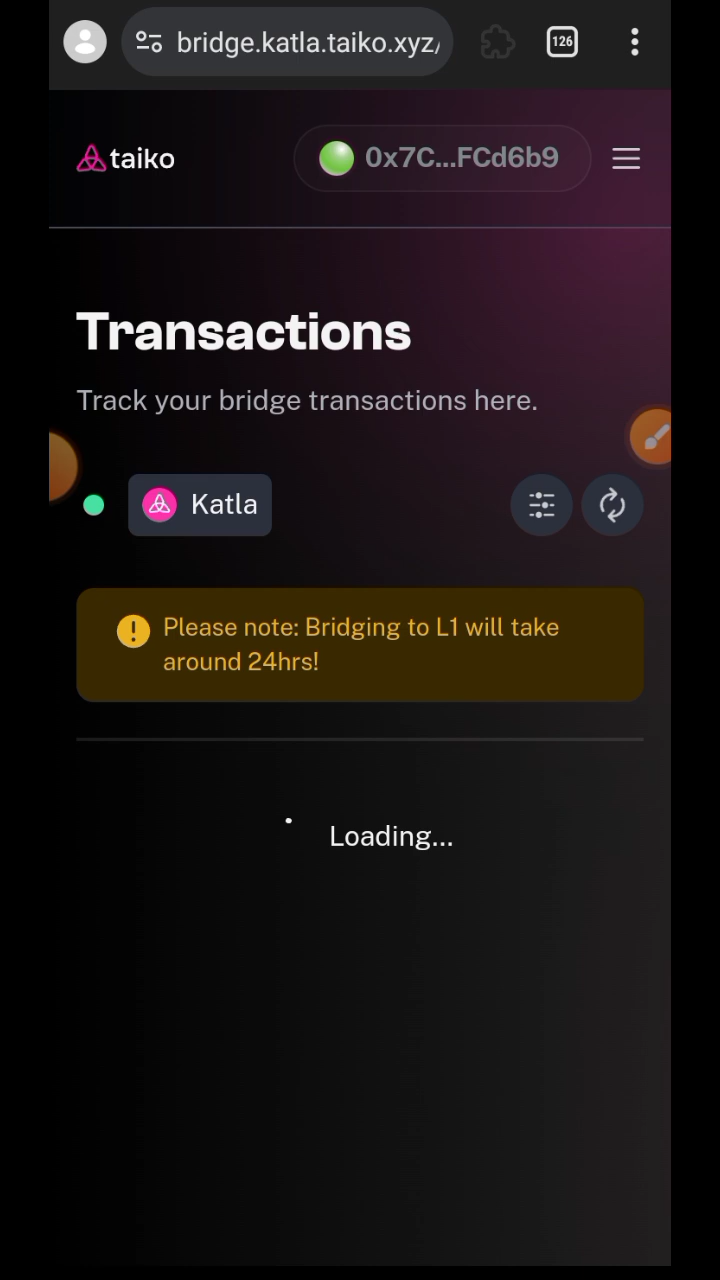 bridge.katla.taiko.xyz/
126
taiko
0x7C...FCd6b9
Transactions
Track your bridge transactions here.
Katla
Please note: Bridging to L1 will take
around 24hrs!
Loading...